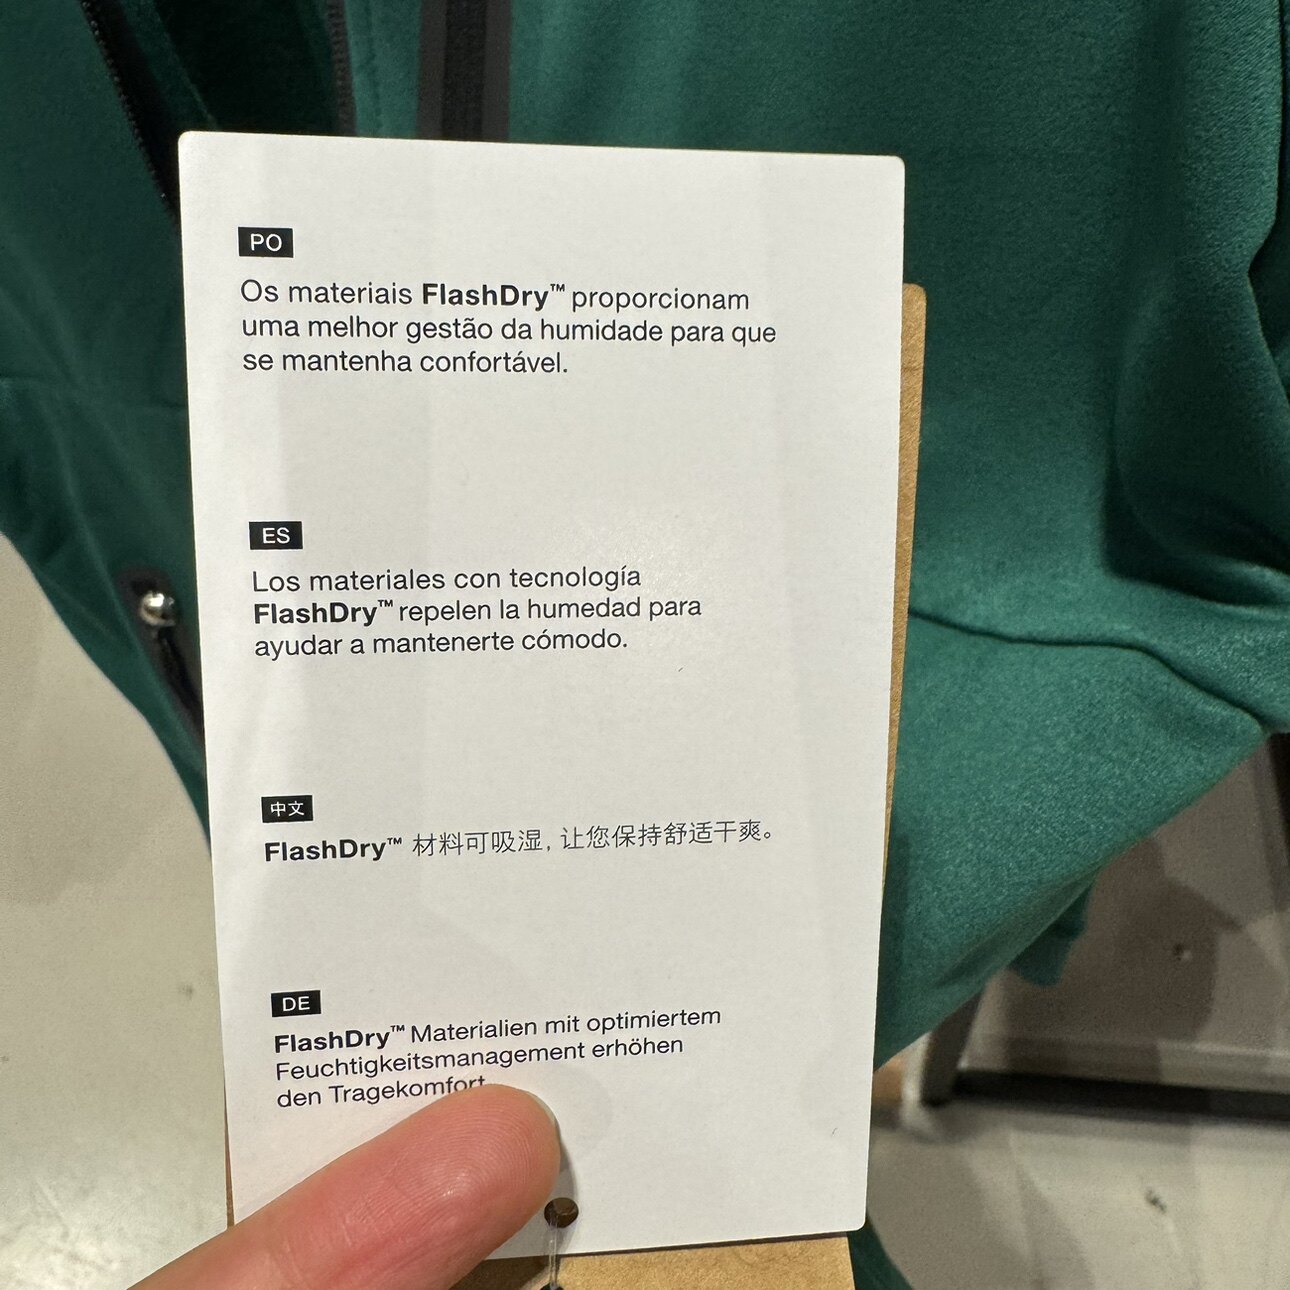 PO
Os materiais FlashDry™ proporcionam
uma melhor gestão da humidade para que
se mantenha confortável.
ES
Los materiales con tecnología
FlashDry™ repelen la humedad para
ayudar a mantenerte cómodo.
中文
FlashDry™ 材料可吸湿, 让您保持舒适干爽。
DE
FlashDry™ Materialien mit optimiertem
Feuchtigkeitsmanagement erhöhen
den Tragekomfort